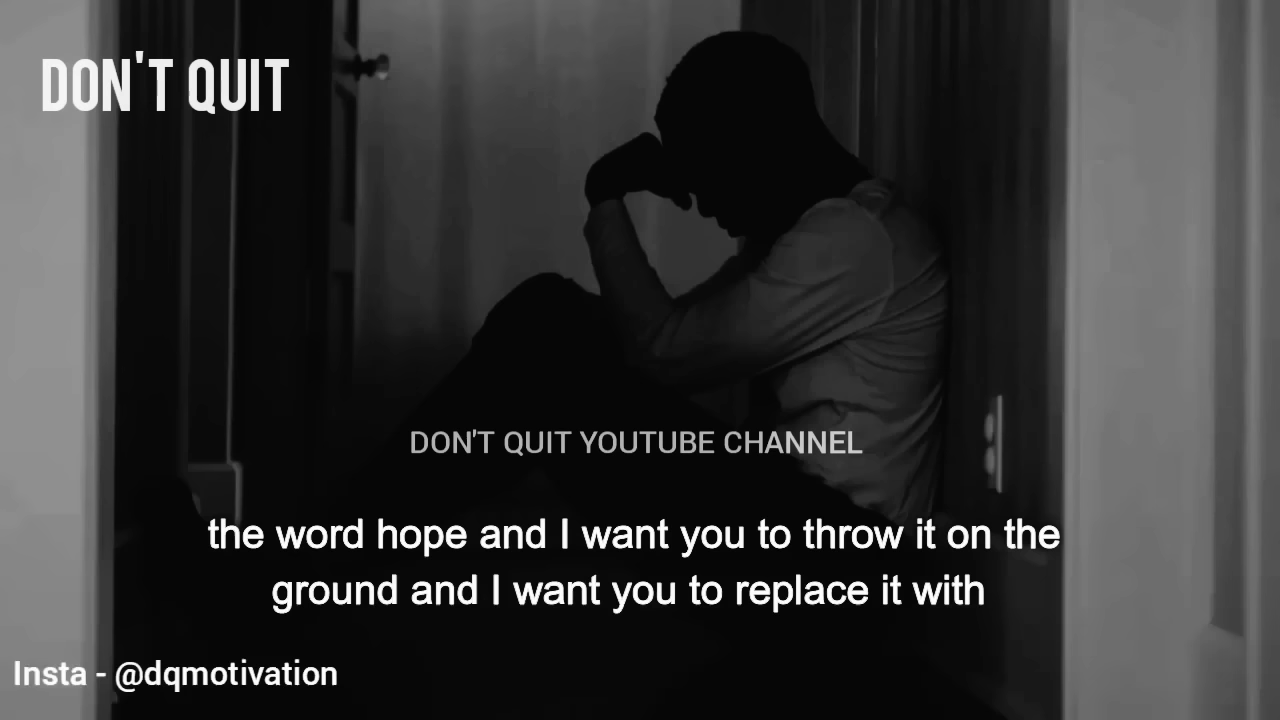 DON'T QUIT
DON'T QUIT YOUTUBE CHANNEL
the word hope and I want you to throw it on the
ground and I want you to replace it with
Insta - @dqmotivation